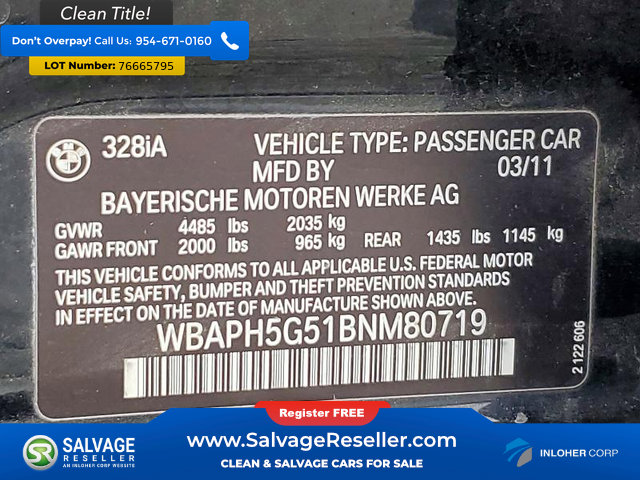 Clean Title!
Don't Overpay! Call Us: 954-671-0160
LOT Number: 76665795
328iA VEHICLE TYPE: PASSENGER CAR
MFD BY 03/11
BAYERISCHE MOTOREN WERKE AG
GVWR 4485 lbs 2035 kg
GAWR FRONT 2000 lbs 965 kg REAR 1435 lbs 1145 kg
THIS VEHICLE CONFORMS TO ALL APPLICABLE U.S. FEDERAL MOTOR
VEHICLE SAFETY, BUMPER AND THEFT PREVENTION STANDARDS
IN EFFECT ON THE DATE OF MANUFACTURE SHOWN ABOVE.
WBAPH5G51BNM80719
2 122 606
Register FREE
SALVAGE
RESELLER
AN INLOHER CORP WEBSITE
www.SalvageReseller.com
CLEAN & SALVAGE CARS FOR SALE
INLOHER CORP